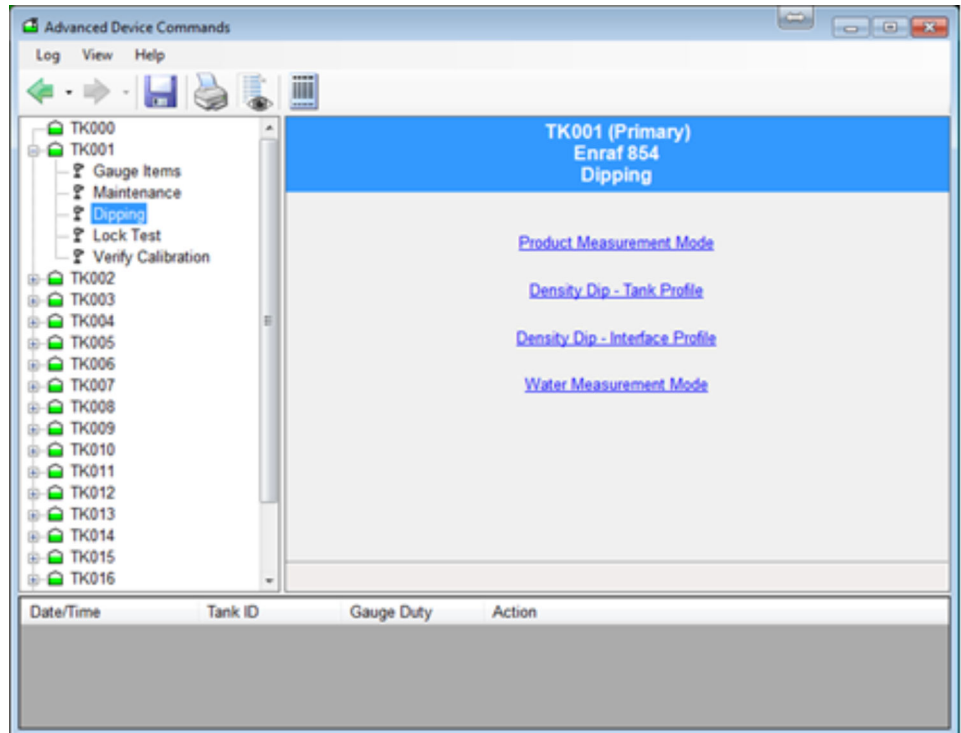 Advanced Device Commands
Log View Help
TK000
TK001
Gauge Items
Maintenance
Dipping
Lock Test
Verify Calibration
TK002
TK003
TK004
TK005
TK006
TK007
TK008
TK009
TK010
TK011
TK012
TK013
TK014
TK015
TK016
TK001 (Primary)
Enraf 854
Dipping
Product Measurement Mode
Density Dip - Tank Profile
Density Dip - Interface Profile
Water Measurement Mode
Date/Time Tank ID Gauge Duty Action